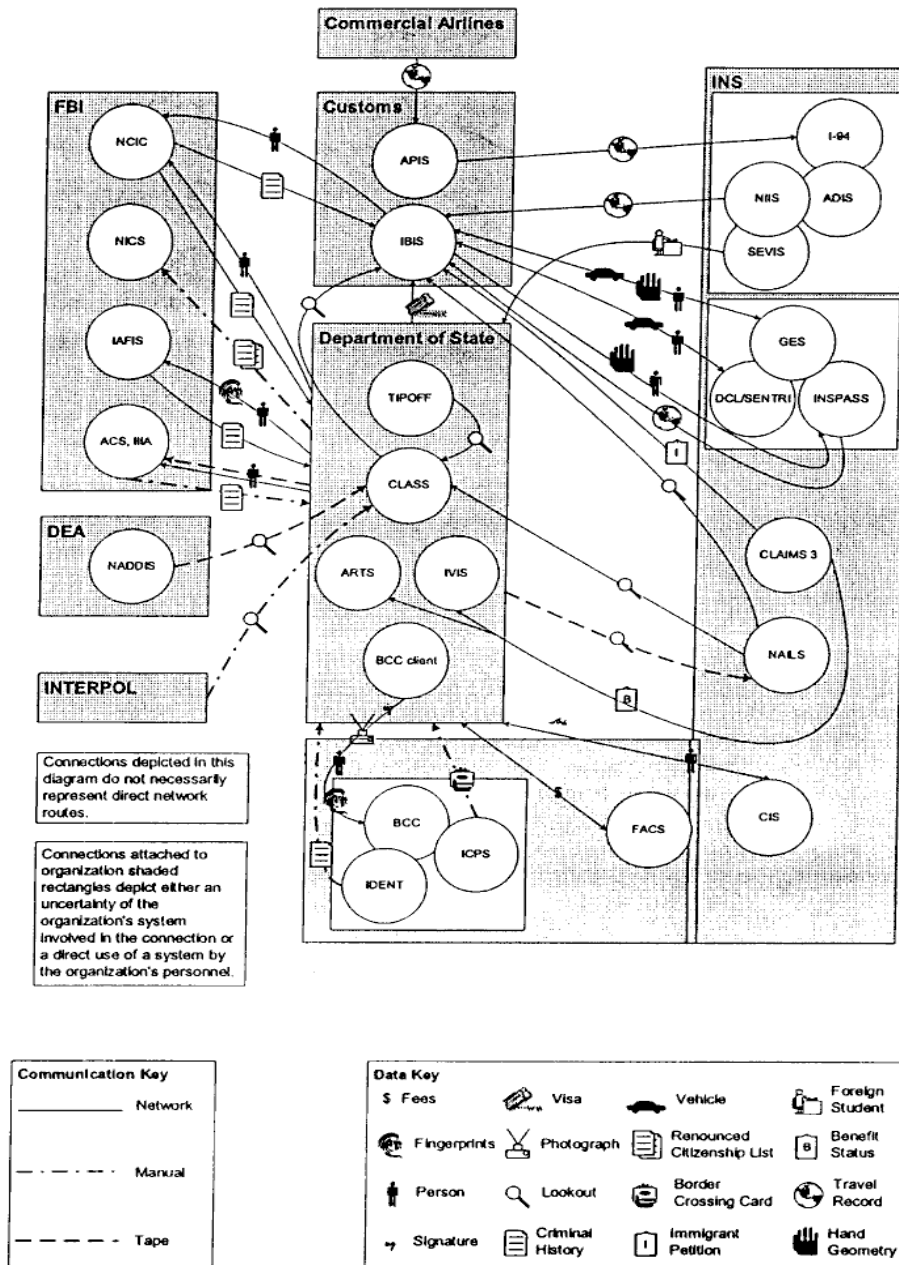 Commercial Airlines
FBI
Customs
INS
NCIC
APIS
I-94
NIIS
ADIS
NICS
IBIS
SEVIS
Department of State
GES
IAFIS
TIPOFF
DCL/SENTRI
INSPASS
ACS, IIIA
I
CLASS
DEA
CLAIMS 3
NADDIS
ARTS
IVIS
BCC client
NAILS
INTERPOL
B
Connections depicted in this
diagram do not necessarily
represent direct network
routes.
$
BCC
FACS
CIS
ICPS
IDENT
Connections attached to
organization shaded
rectangles depict either an
uncertainty of the
organization's system
involved in the connection or
a direct use of a system by
the organization's personnel.
Communication Key
Network
Manual
Tape
Data Key
$ Fees
Visa
Vehicle
Foreign
Student
Fingerprints
Photograph
Renounced
Citizenship List
B
Benefit
Status
Person
Lookout
Border
Crossing Card
Travel
Record
Signature
Criminal
History
I
Immigrant
Petition
Hand
Geometry